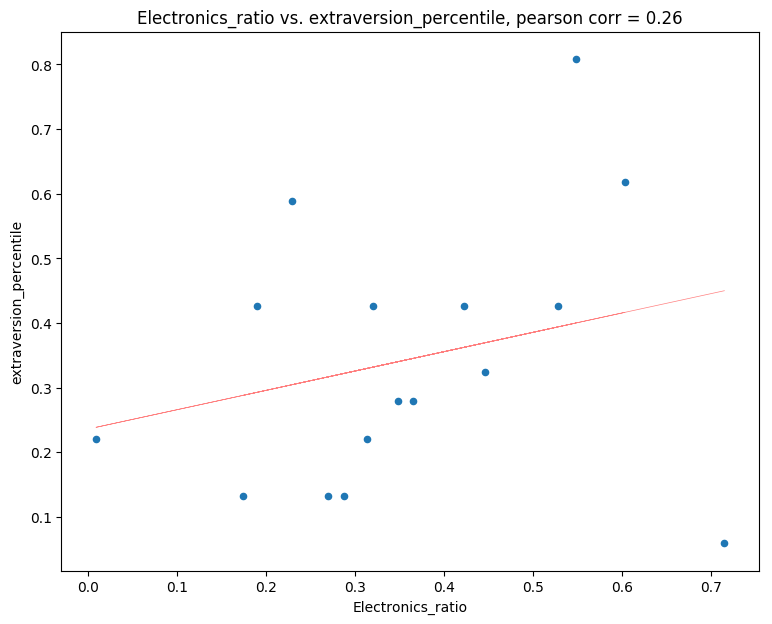 Electronics_ratio vs. extraversion_percentile, pearson corr = 0.26
0.8
0.7
0.6
0.5
0.4
0.3
0.2
0.1
extraversion_percentile
0.0 0.1 0.2 0.3 0.4 0.5 0.6 0.7
Electronics_ratio